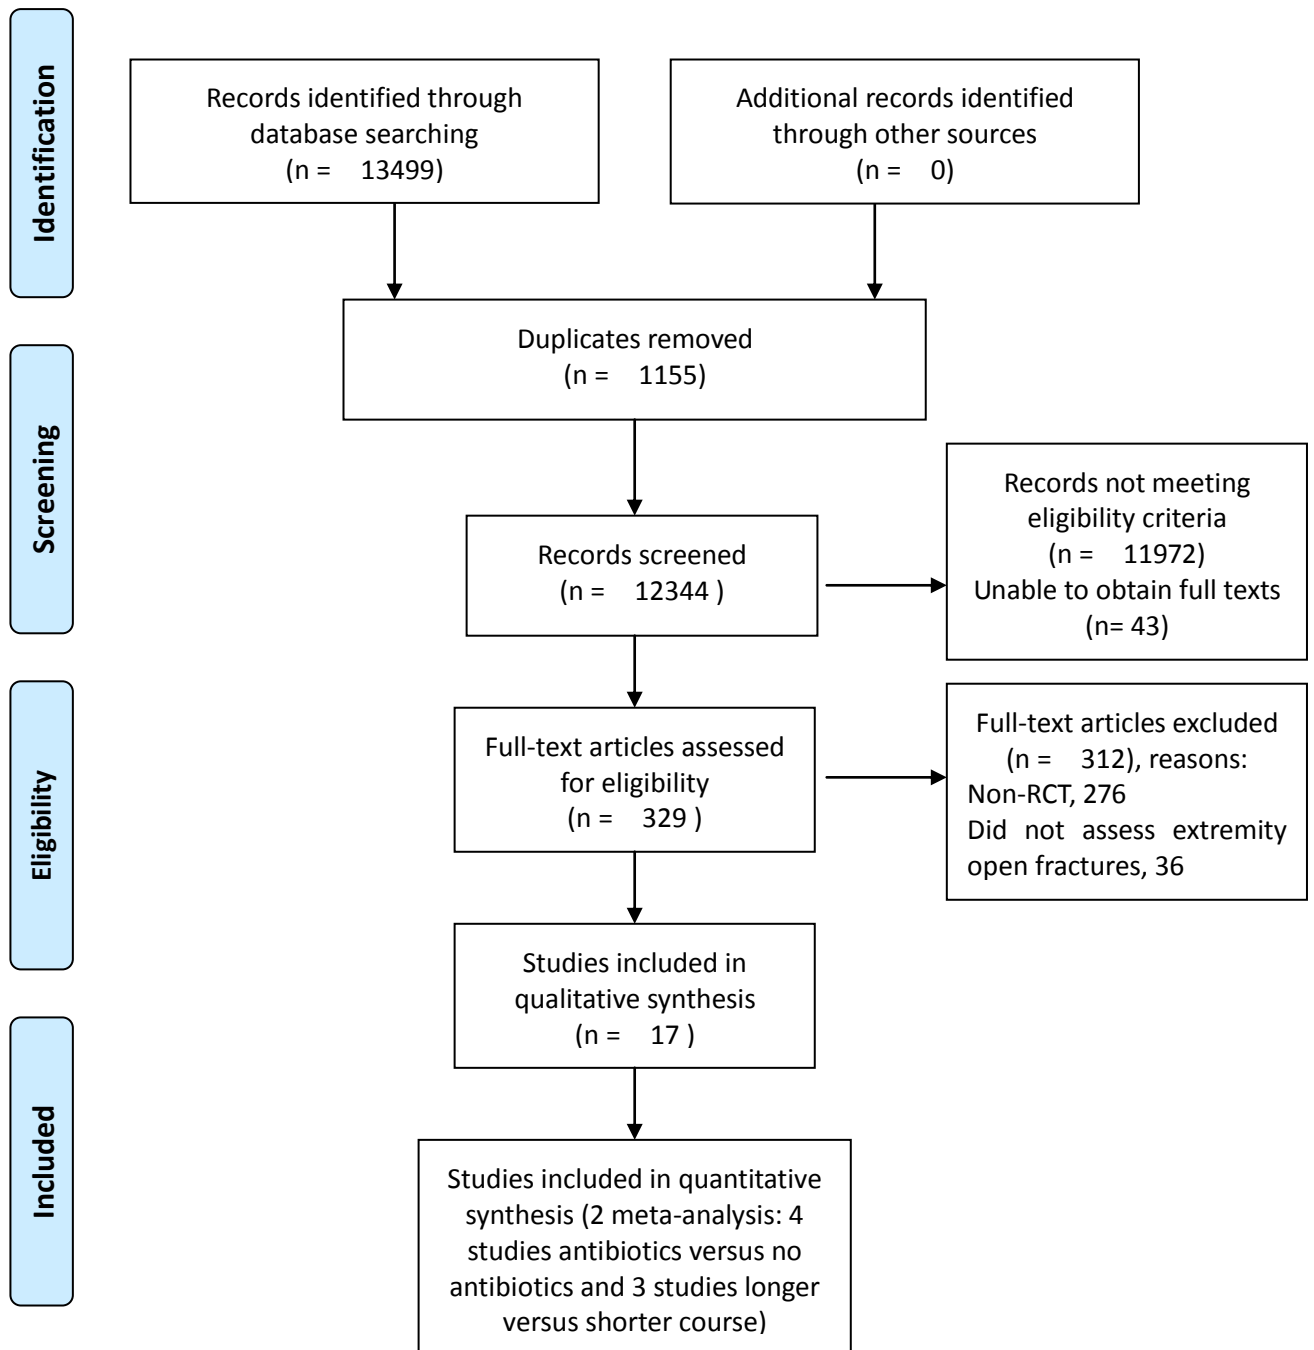 Identification
Records identified through
database searching
(n = 13499)
Additional records identified
through other sources
(n = 0)
Duplicates removed
(n = 1155)
Screening
Records screened
(n = 12344 )
Records not meeting
eligibility criteria
(n = 11972)
Unable to obtain full texts
(n= 43)
Eligibility
Full-text articles assessed
for eligibility
(n = 329 )
Full-text articles excluded
(n = 312), reasons:
Non-RCT, 276
Did not assess extremity
open fractures, 36
Studies included in
qualitative synthesis
(n = 17 )
Included
Studies included in quantitative
synthesis (2 meta-analysis: 4
studies antibiotics versus no
antibiotics and 3 studies longer
versus shorter course)